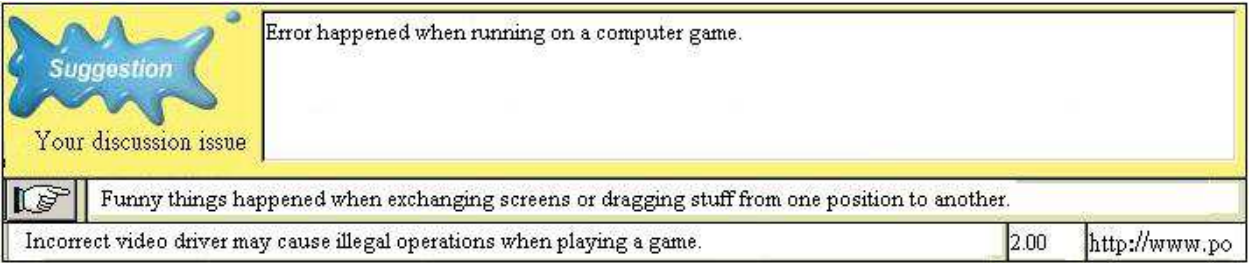 Error happened when running on a computer game.
Suggestion
Your discussion issue
Funny things happened when exchanging screens or dragging stuff from one position to another.
Incorrect video driver may cause illegal operations when playing a game. 2.00 http://www.po